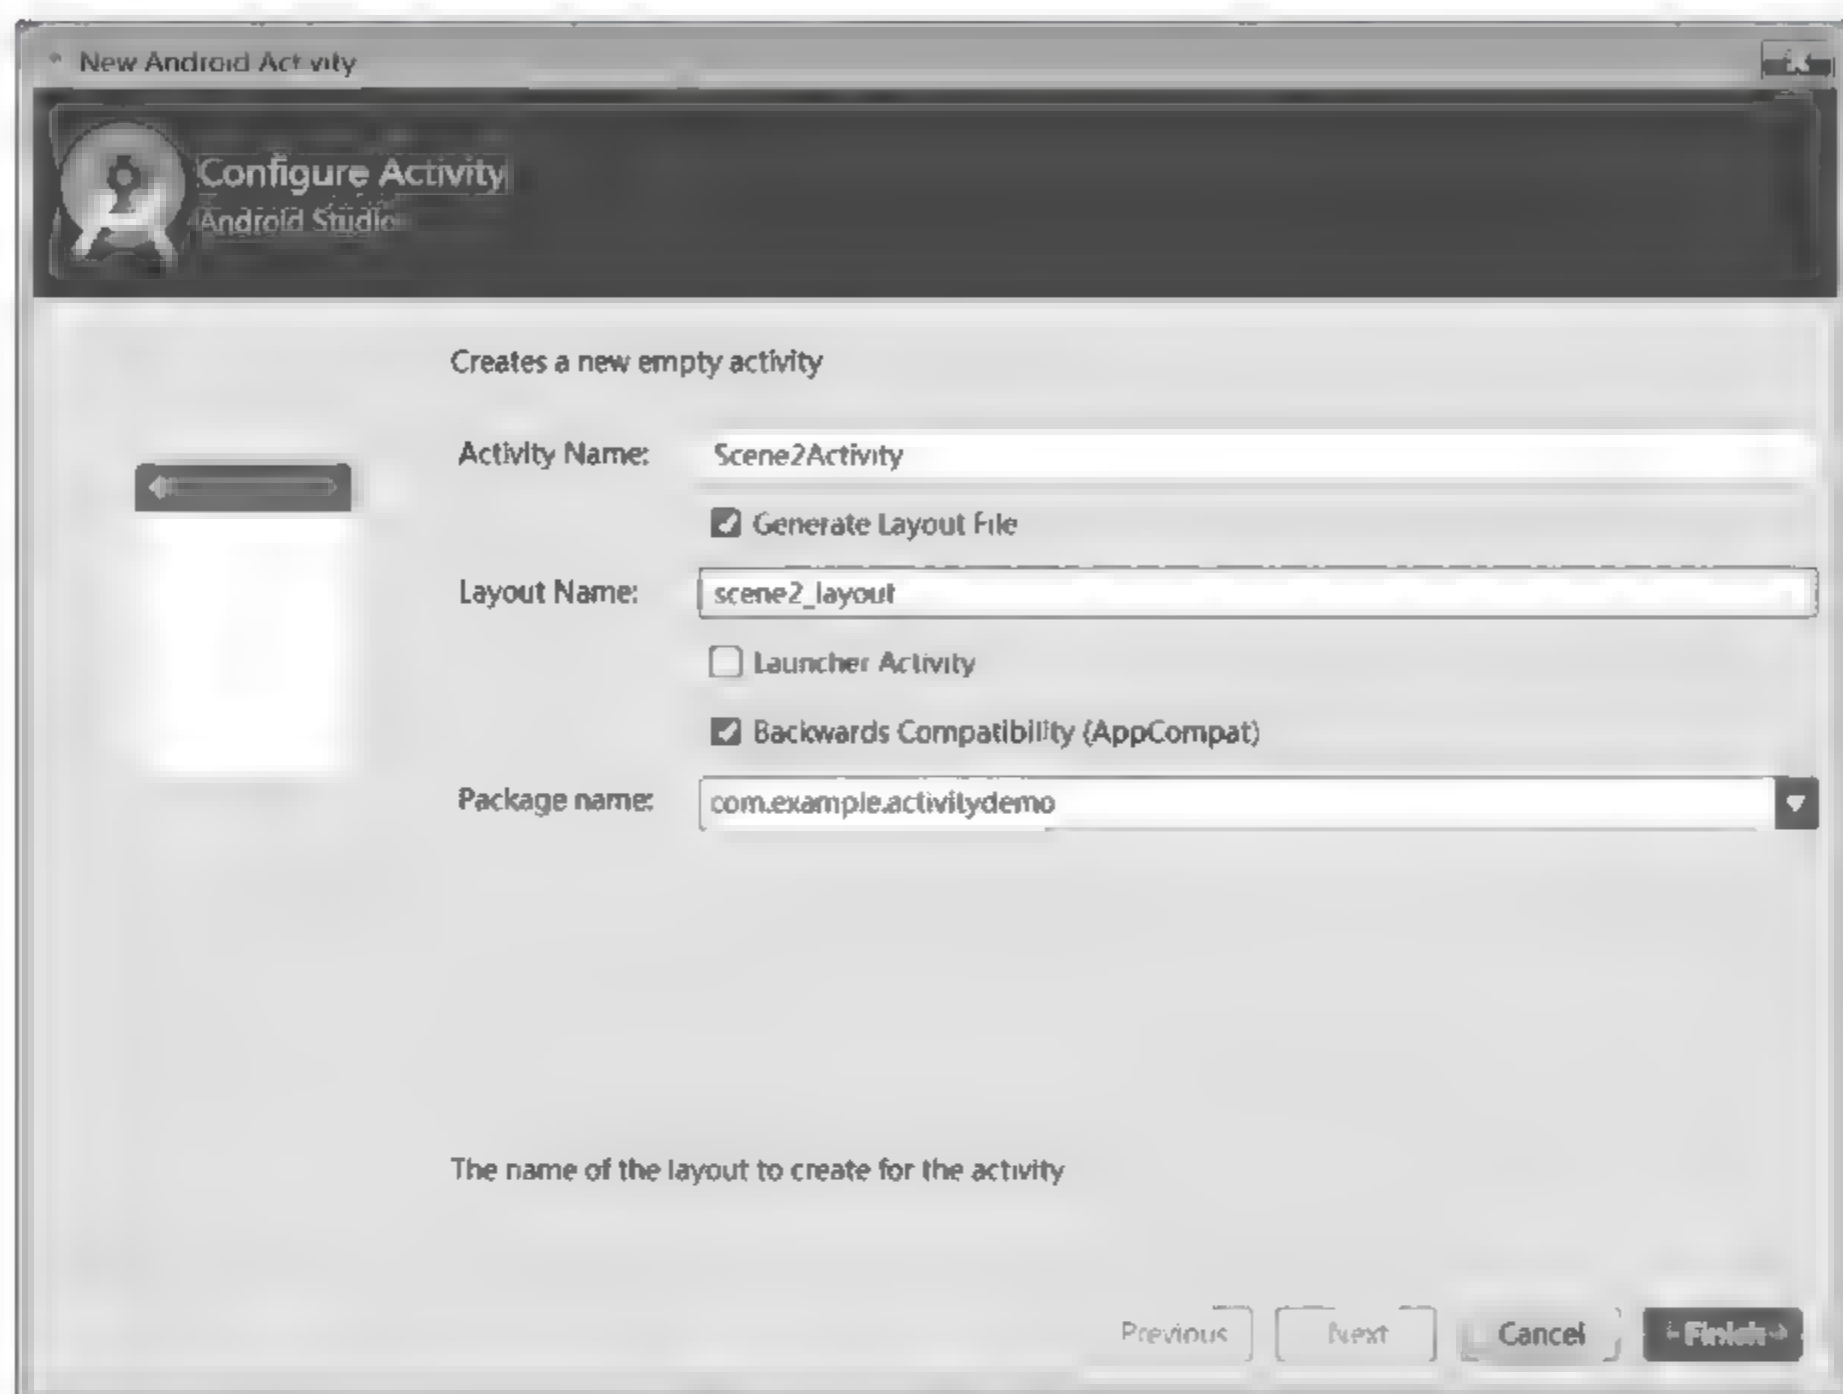 New Android Activity
Configure Activity
Android Studio
Creates a new empty activity
Activity Name: Scene2Activity
Generate Layout File
Layout Name: scene2_layout
Launcher Activity
Backwards Compatibility (AppCompat)
Package name: com.example.activitydemo
The name of the layout to create for the activity
Previous Next Cancel Finish